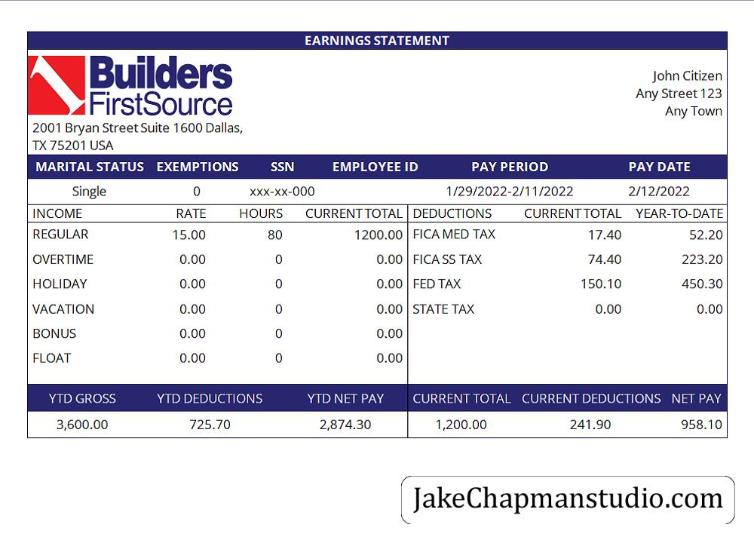 EARNINGS STATEMENT
Builders
FirstSource
2001 Bryan Street Suite 1600 Dallas,
TX 75201 USA
John Citizen
Any Street 123
Any Town
MARITAL STATUS EXEMPTIONS SSN EMPLOYEE ID PAY PERIOD PAY DATE
Single 0 xxx-xx-000 1/29/2022-2/11/2022 2/12/2022
INCOME RATE HOURS CURRENT TOTAL DEDUCTIONS CURRENT TOTAL YEAR-TO-DATE
REGULAR 15.00 80 1200.00 FICA MED TAX 17.40 52.20
OVERTIME 0.00 0 0.00 FICA SS TAX 74.40 223.20
HOLIDAY 0.00 0 0.00 FED TAX 150.10 450.30
VACATION 0.00 0 0.00 STATE TAX 0.00 0.00
BONUS 0.00 0 0.00
FLOAT 0.00 0 0.00
YTD GROSS YTD DEDUCTIONS YTD NET PAY CURRENT TOTAL CURRENT DEDUCTIONS NET PAY
3,600.00 725.70 2,874.30 1,200.00 241.90 958.10
JakeChapmanstudio.com